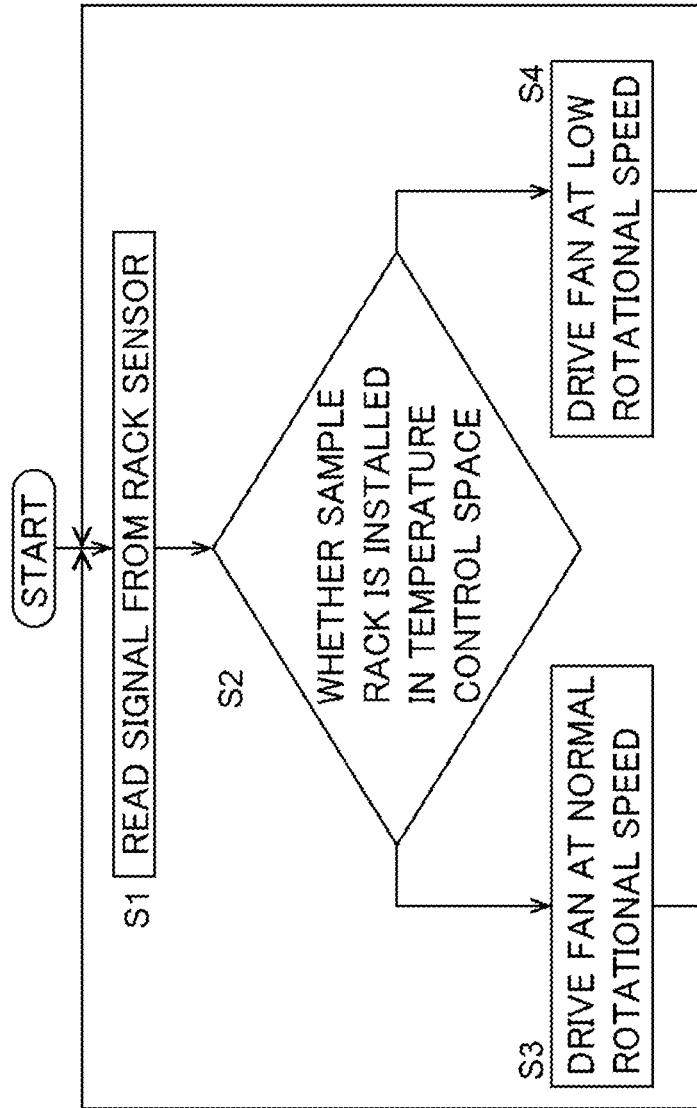 START
S1
READ SIGNAL FROM RACK SENSOR
S2
WHETHER SAMPLE
RACK IS INSTALLED
IN TEMPERATURE
CONTROL SPACE
S3
DRIVE FAN AT NORMAL
ROTATIONAL SPEED
S4
DRIVE FAN AT LOW
ROTATIONAL SPEED